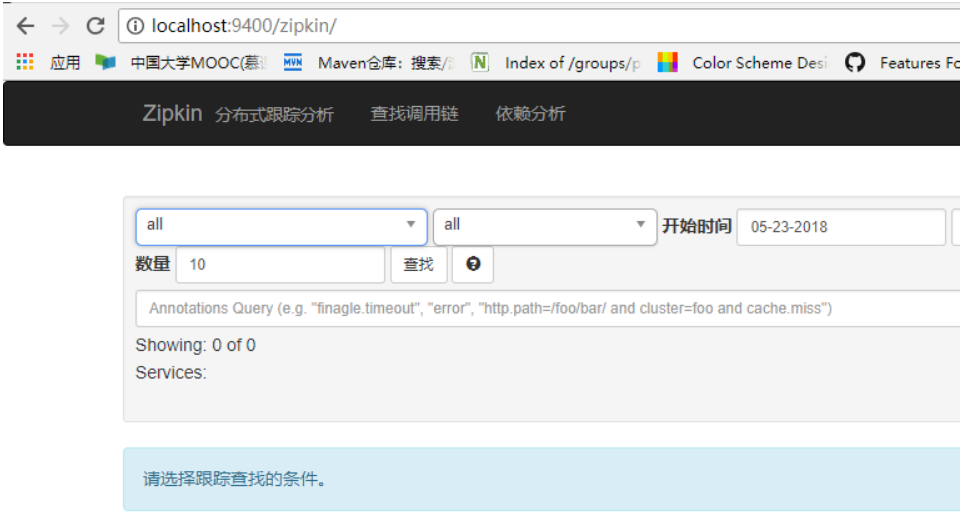 localhost:9400/zipkin/
应用 中国大学MOOC(慕 MVN Maven仓库：搜索/ N Index of /groups/p Color Scheme Desi Features Fo
Zipkin 分布式跟踪分析 查找调用链 依赖分析
all all 开始时间 05-23-2018
数量 10 查找
Annotations Query (e.g. "finagle.timeout", "error", "http.path=/foo/bar/ and cluster=foo and cache.miss")
Showing: 0 of 0
Services:
请选择跟踪查找的条件。